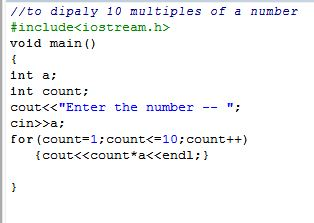 //to dipaly 10 multiples of a number
#include<iostream.h>
void main()
{
int a;
int count;
cout<<"Enter the number -- ";
cin>>a;
for(count=1;count<=10;count++)
{cout<<count*a<<endl;}
}